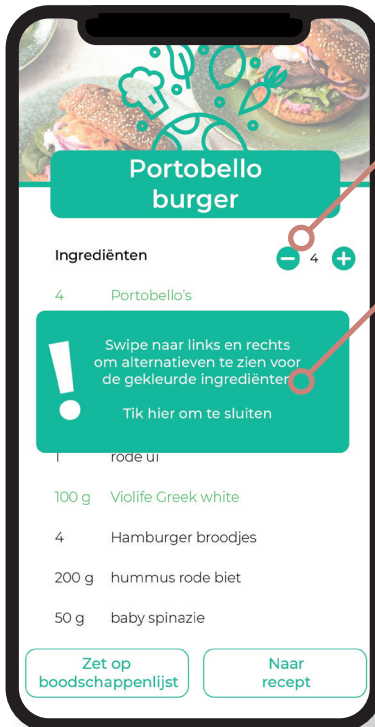 Portobello
burger
Ingrediënten
4
4 Portobello's
Swipe naar links en rechts
om alternatieven te zien voor
de gekleurde ingrediënten
Tik hier om te sluiten
1 rode ui
100 g Violife Greek white
4 Hamburger broodjes
200 g hummus rode biet
50 g baby spinazie
Zet op
boodschappenlijst
Naar
recept